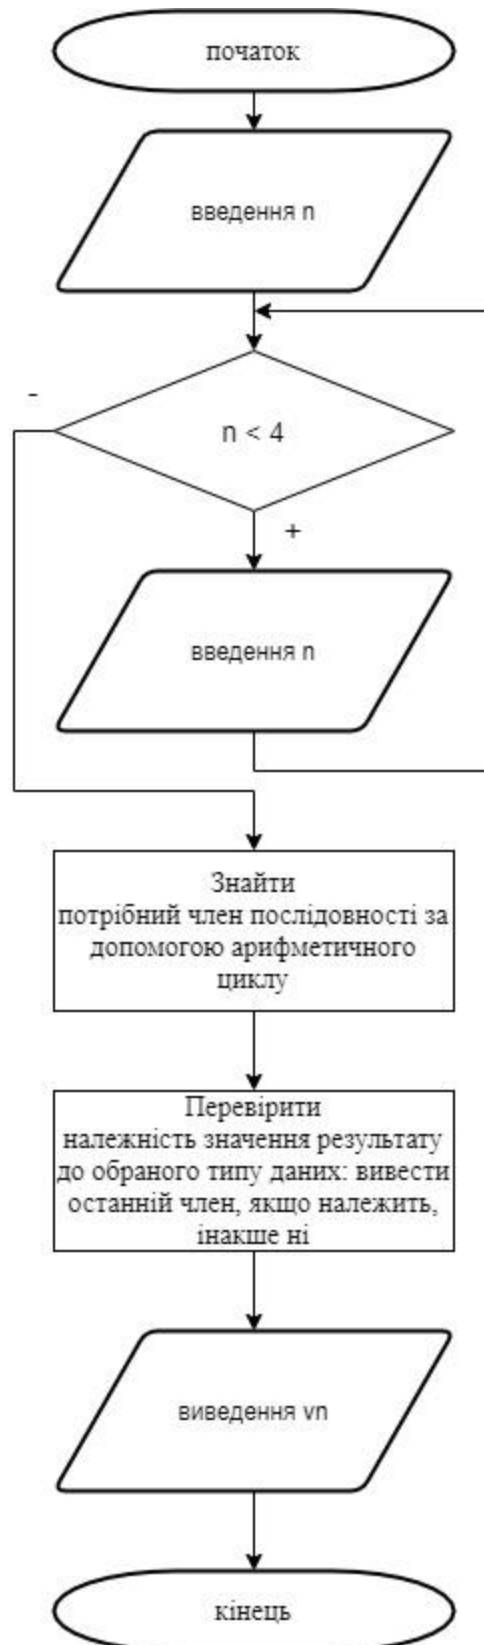 початок
введення n
-
n < 4
+
введення n
Знайти
потрібний член послідовності за
допомогою арифметичного
циклу
Перевірити
належність значення результату
до обраного типу даних: вивести
останній член, якщо належить,
інакше ні
виведення vn
кінець